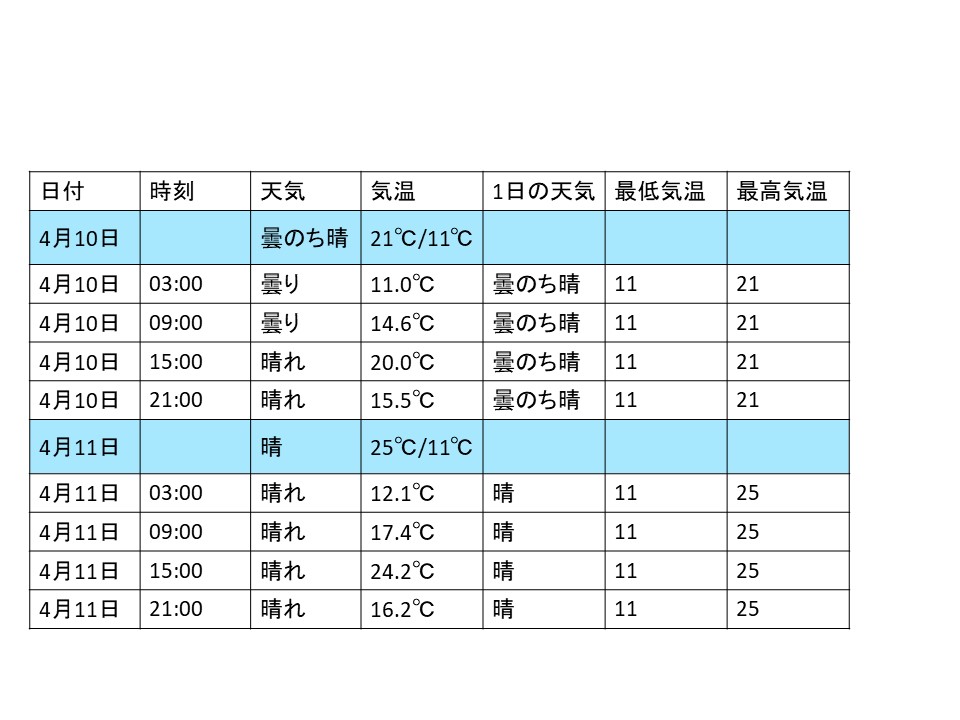 日付 時刻 天気 気温 1日の天気 最低気温 最高気温
4月10日 曇のち晴 21℃/11℃
4月10日 03:00 曇り 11.0℃ 曇のち晴 11 21
4月10日 09:00 曇り 14.6℃ 曇のち晴 11 21
4月10日 15:00 晴れ 20.0℃ 曇のち晴 11 21
4月10日 21:00 晴れ 15.5℃ 曇のち晴 11 21
4月11日 晴 25℃/11℃
4月11日 03:00 晴れ 12.1℃ 晴 11 25
4月11日 09:00 晴れ 17.4℃ 晴 11 25
4月11日 15:00 晴れ 24.2℃ 晴 11 25
4月11日 21:00 晴れ 16.2℃ 晴 11 25